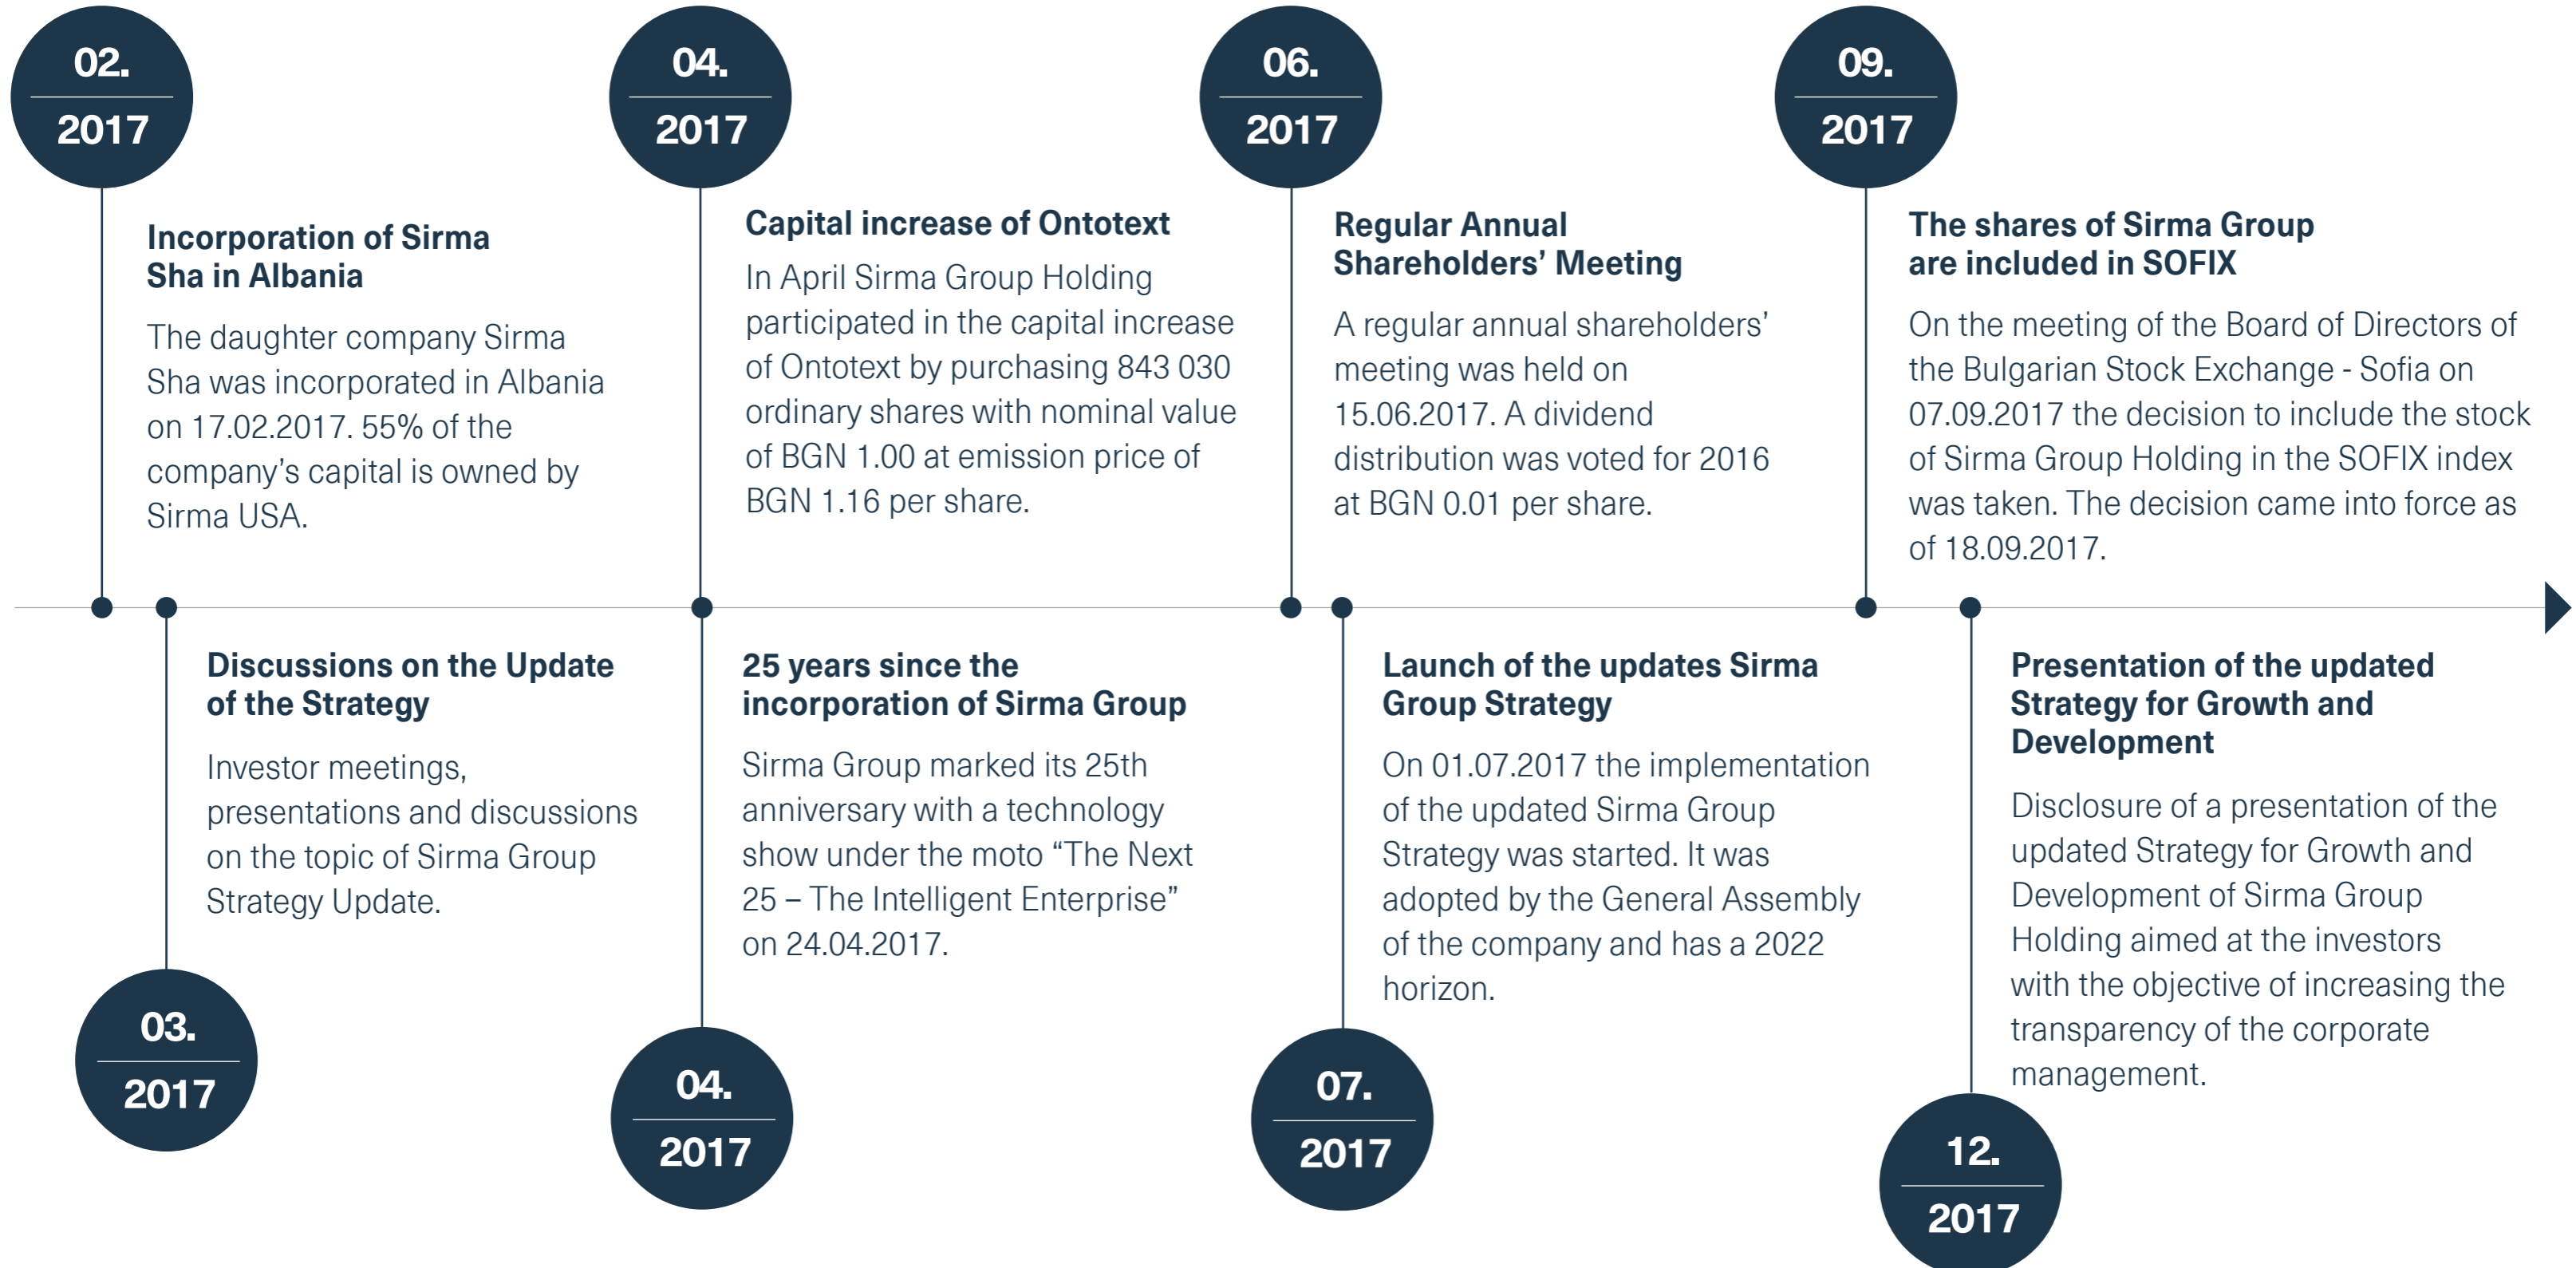 02.
2017
Incorporation of Sirma
Sha in Albania
The daughter company Sirma
Sha was incorporated in Albania
on 17.02.2017. 55% of the
company’s capital is owned by
Sirma USA.
04.
2017
Capital increase of Ontotext
In April Sirma Group Holding
participated in the capital increase
of Ontotext by purchasing 843 030
ordinary shares with nominal value
of BGN 1.00 at emission price of
BGN 1.16 per share.
06.
2017
Regular Annual
Shareholders’ Meeting
A regular annual shareholders’
meeting was held on
15.06.2017. A dividend
distribution was voted for 2016
at BGN 0.01 per share.
09.
2017
The shares of Sirma Group
are included in SOFIX
On the meeting of the Board of Directors of
the Bulgarian Stock Exchange - Sofia on
07.09.2017 the decision to include the stock
of Sirma Group Holding in the SOFIX index
was taken. The decision came into force as
of 18.09.2017.
Discussions on the Update
of the Strategy
Investor meetings,
presentations and discussions
on the topic of Sirma Group
Strategy Update.
03.
2017
25 years since the
incorporation of Sirma Group
Sirma Group marked its 25th
anniversary with a technology
show under the moto “The Next
25 – The Intelligent Enterprise”
on 24.04.2017.
04.
2017
Launch of the updates Sirma
Group Strategy
On 01.07.2017 the implementation
of the updated Sirma Group
Strategy was started. It was
adopted by the General Assembly
of the company and has a 2022
horizon.
07.
2017
Presentation of the updated
Strategy for Growth and
Development
Disclosure of a presentation of the
updated Strategy for Growth and
Development of Sirma Group
Holding aimed at the investors
with the objective of increasing the
transparency of the corporate
management.
12.
2017